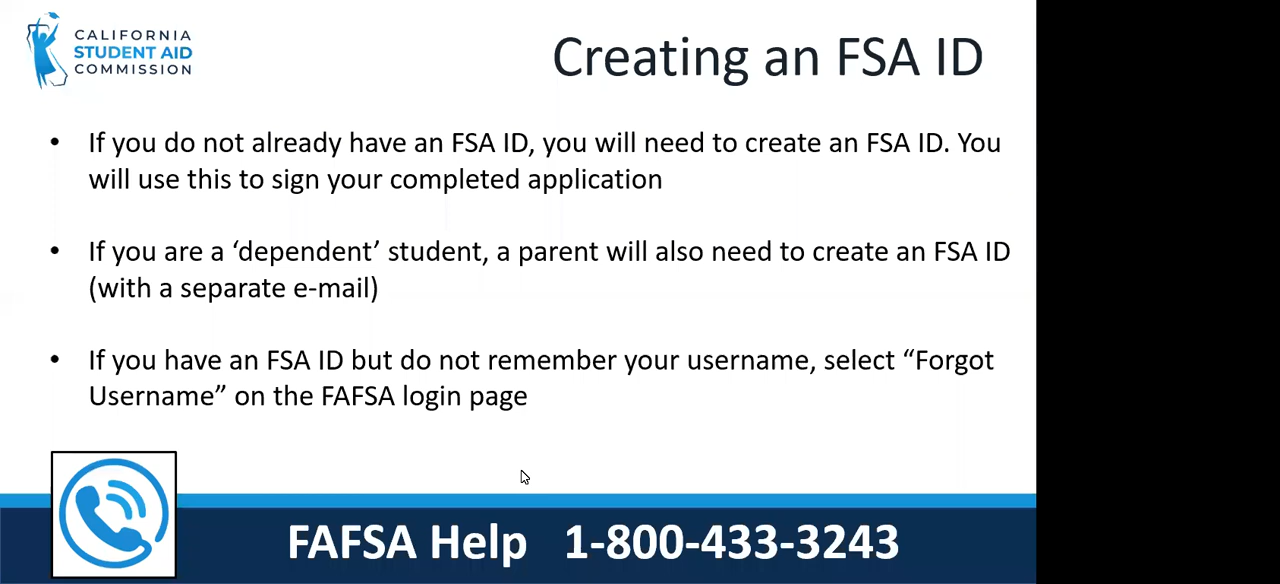 CALIFORNIA
STUDENT AID
COMMISSION
Creating an FSA ID
• If you do not already have an FSA ID, you will need to create an FSA ID. You
will use this to sign your completed application
• If you are a ‘dependent’ student, a parent will also need to create an FSA ID
(with a separate e-mail)
• If you have an FSA ID but do not remember your username, select “Forgot
Username” on the FAFSA login page
FAFSA Help 1-800-433-3243